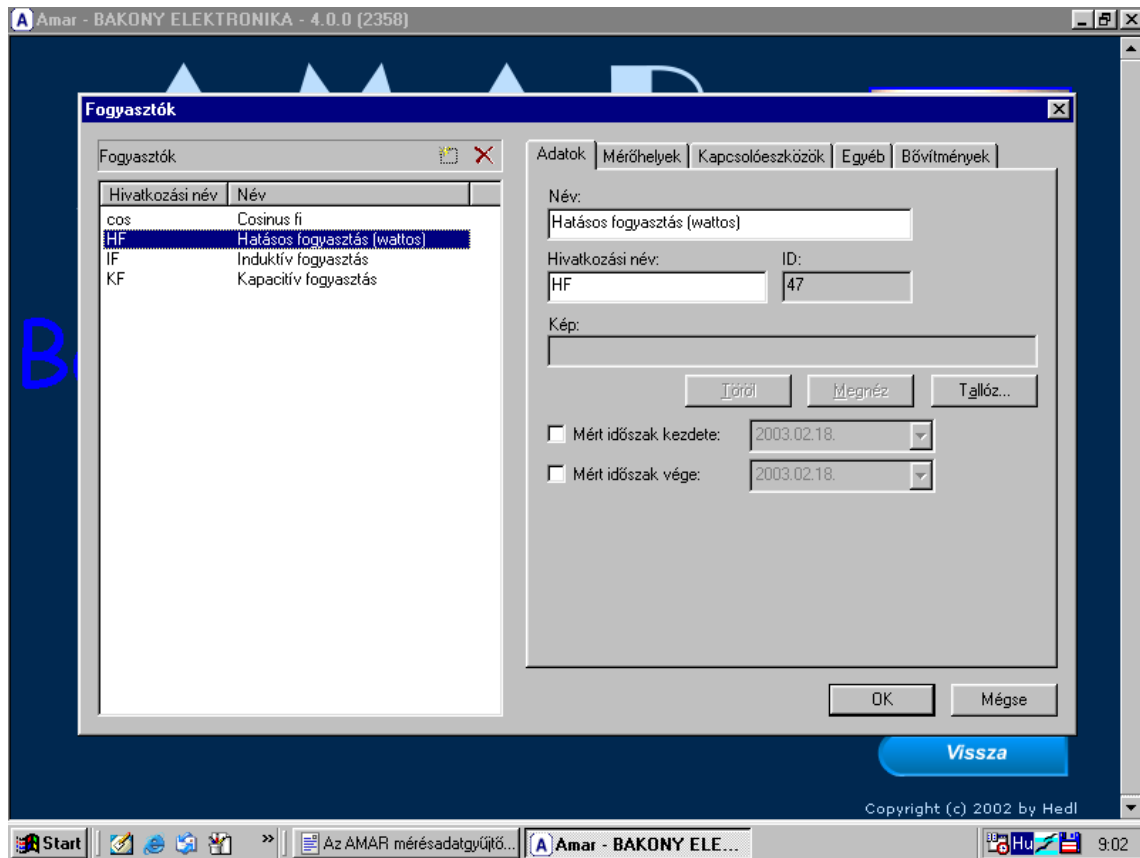 Amar - BAKONY ELEKTRONIKA - 4.0.0 (2358)
Fogyasztók
Fogyasztók
Hivatkozási név Név
cos Cosinus fi
HF Hatásos fogyasztás (wattos)
IF Induktív fogyasztás
KF Kapacitív fogyasztás
Adatok Mérőhelyek Kapcsolóeszközök Egyéb Bővítmények
Név:
Hatásos fogyasztás (wattos)
Hivatkozási név: ID:
HF 47
Kép:
Töröl Megnéz Tallóz...
Mért időszak kezdete: 2003.02.18.
Mért időszak vége: 2003.02.18.
OK Mégse
Vissza
Copyright (c) 2002 by Hedl
Start » Az AMAR mérésadatgyűjtő... Amar - BAKONY ELE... Hu 9:02